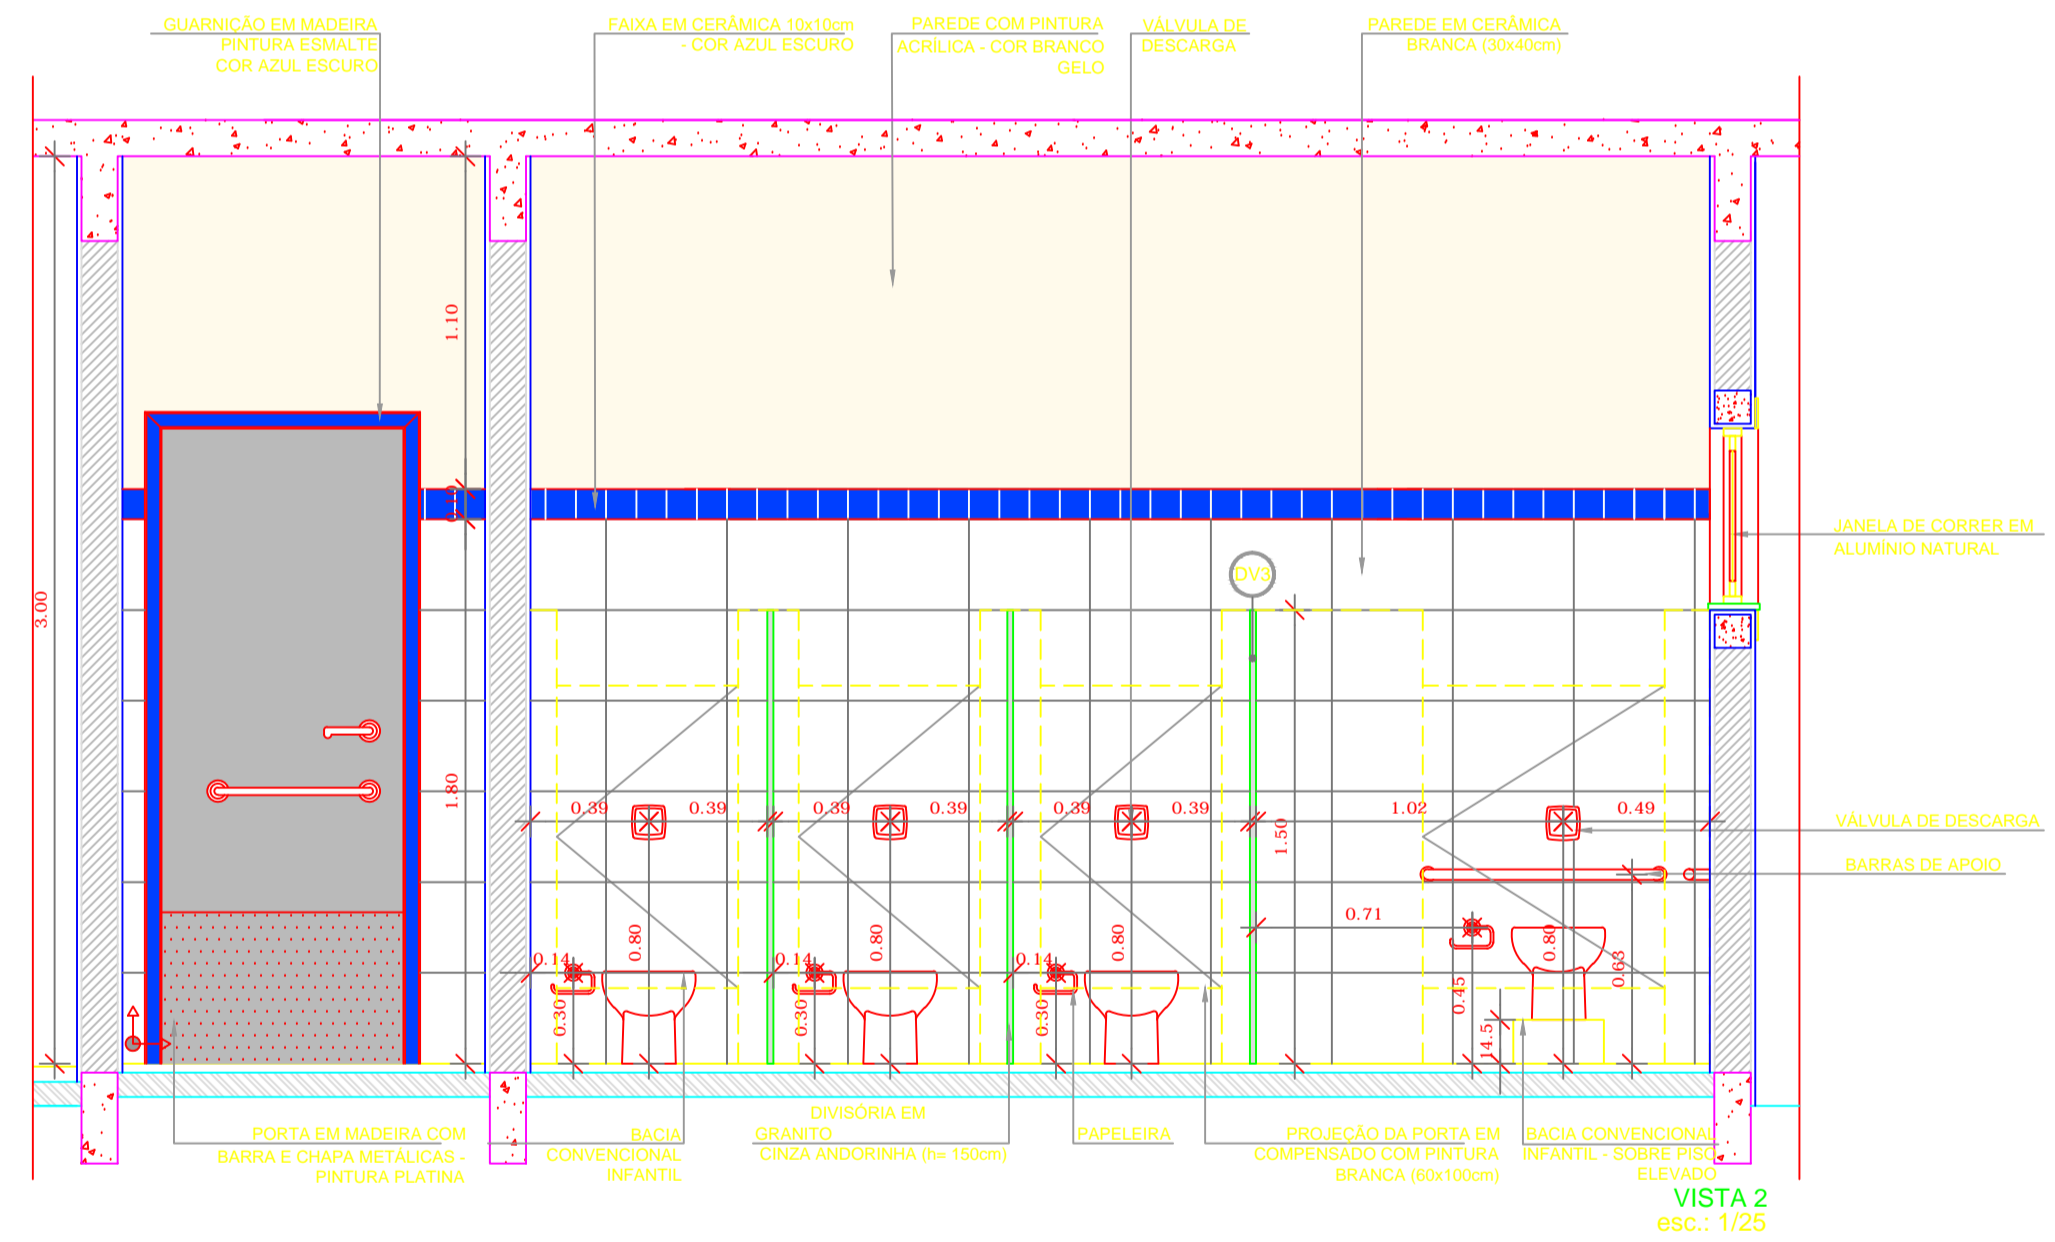 GUARNIÇÃO EM MADEIRA
PINTURA ESMALTE
COR AZUL ESCURO
FAIXA EM CERÂMICA 10x10cm
- COR AZUL ESCURO
PAREDE COM PINTURA
ACRÍLICA - COR BRANCO
GELO
VÁLVULA DE
DESCARGA
PAREDE EM CERÂMICA
BRANCA (30x40cm)
1.10
0.10
3.00
1.80
JANELA DE CORRER EM
ALUMÍNIO NATURAL
DV3
0.39
0.39
0.39
0.39
0.39
0.39
1.50
1.02
0.49
VÁLVULA DE DESCARGA
BARRAS DE APOIO
0.71
0.14
0.80
0.14
0.80
0.14
0.80
0.80
0.63
0.30
0.30
0.30
0.45
14.5
PORTA EM MADEIRA COM
BARRA E CHAPA METÁLICAS -
PINTURA PLATINA
BACIA
CONVENCIONAL
INFANTIL
DIVISÓRIA EM
GRANITO
CINZA ANDORINHA (h= 150cm)
PAPELEIRA
PROJEÇÃO DA PORTA EM
COMPENSADO COM PINTURA
BRANCA (60x100cm)
BACIA CONVENCIONAL
INFANTIL - SOBRE PISO
ELEVADO
VISTA 2
esc.: 1/25